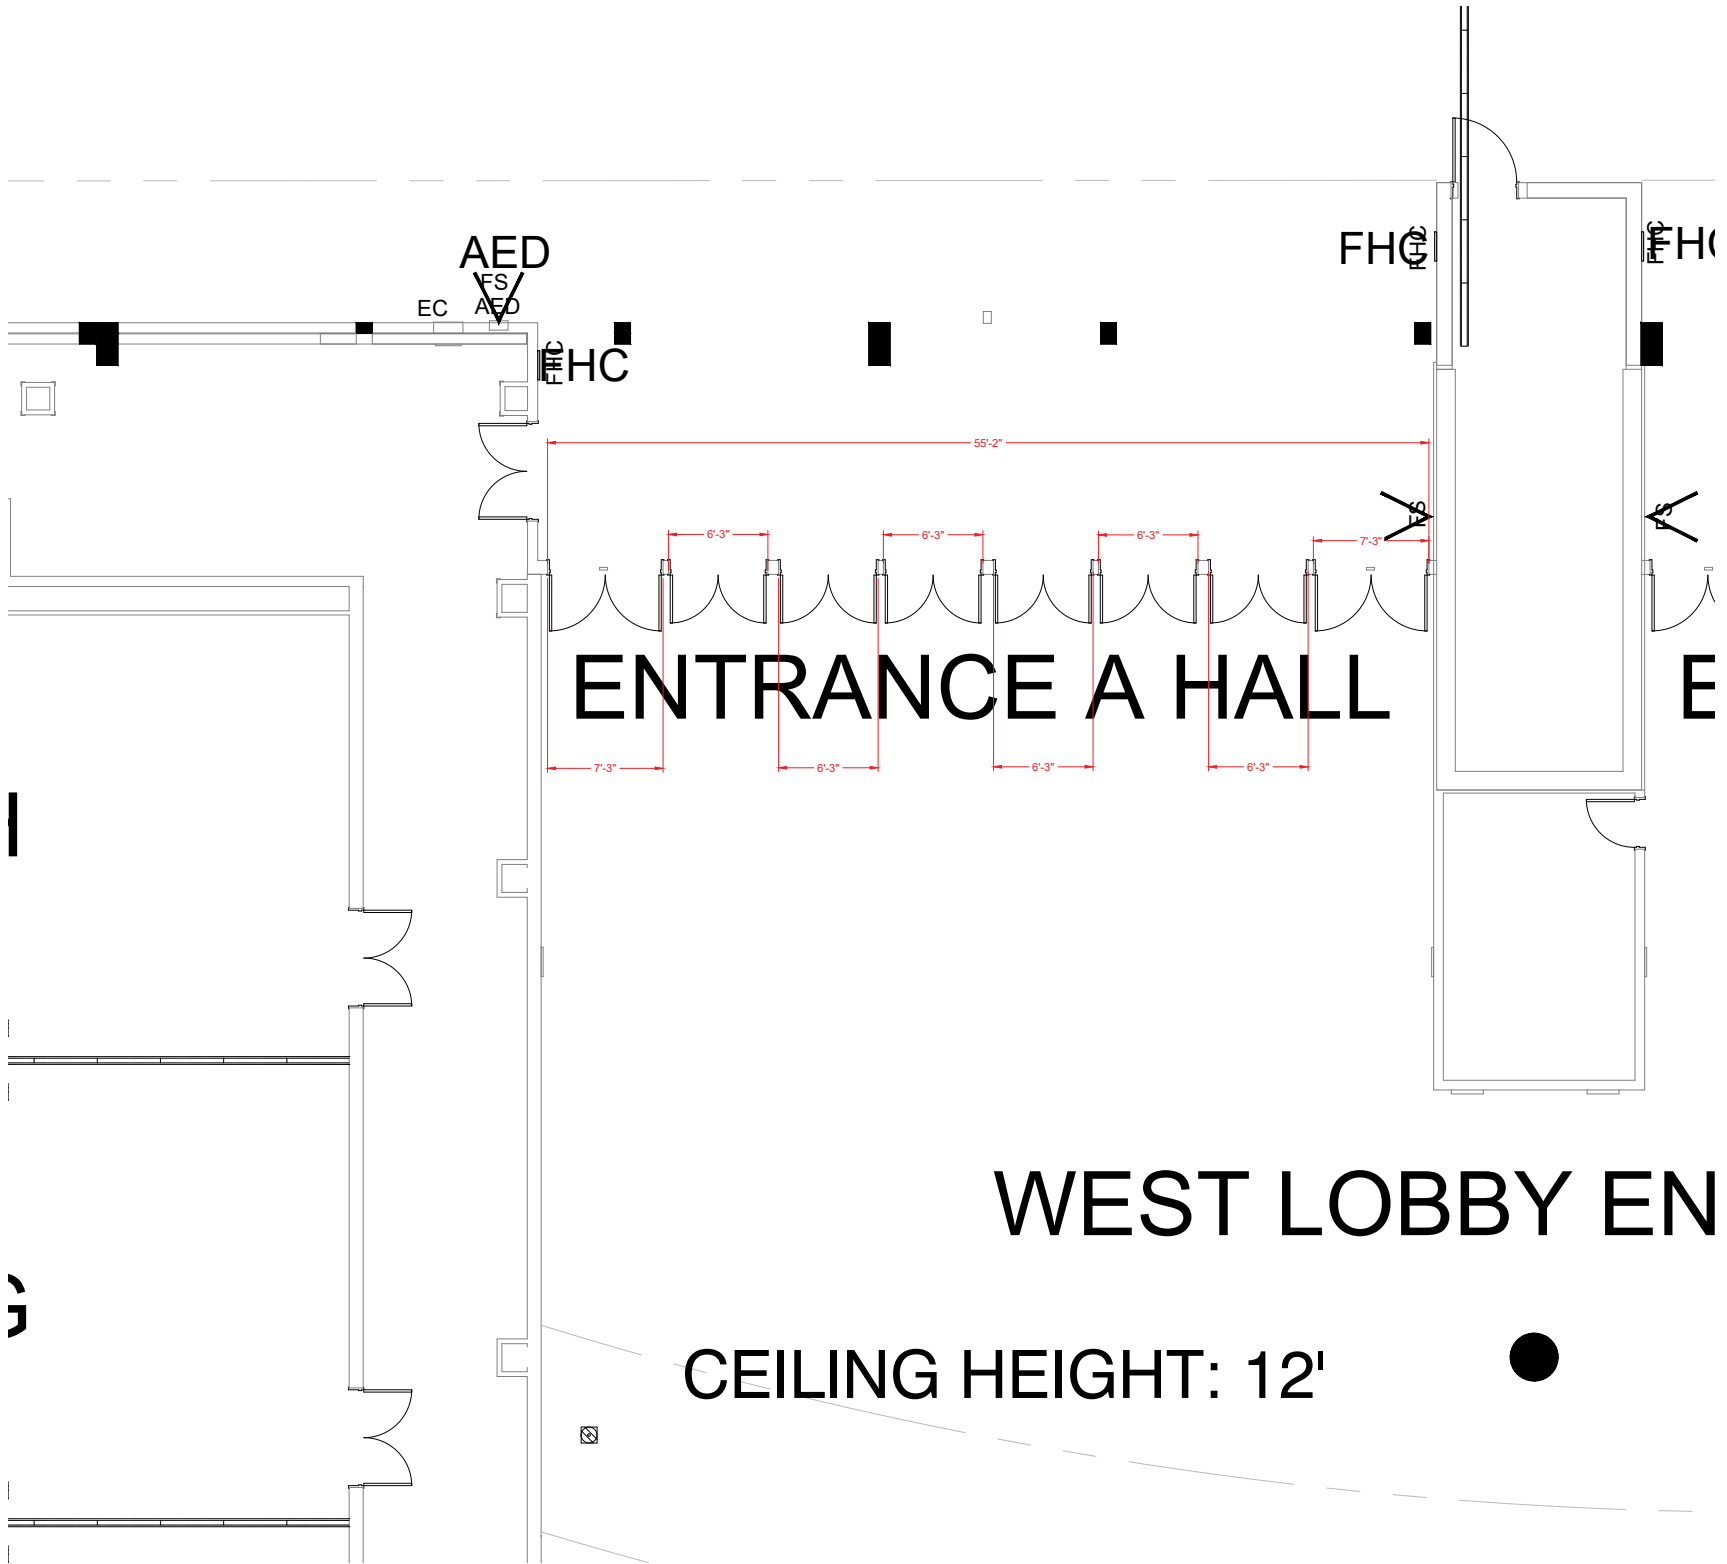 AED
FS
AED
EC
FHC
FHC
FHC
FHC
FHC
FHC
55'-2"
FS
FS
6'-3"
6'-3"
6'-3"
7'-3"
ENTRANCE A HALL
7'-3"
6'-3"
6'-3"
6'-3"
WEST LOBBY EN
CEILING HEIGHT: 12'